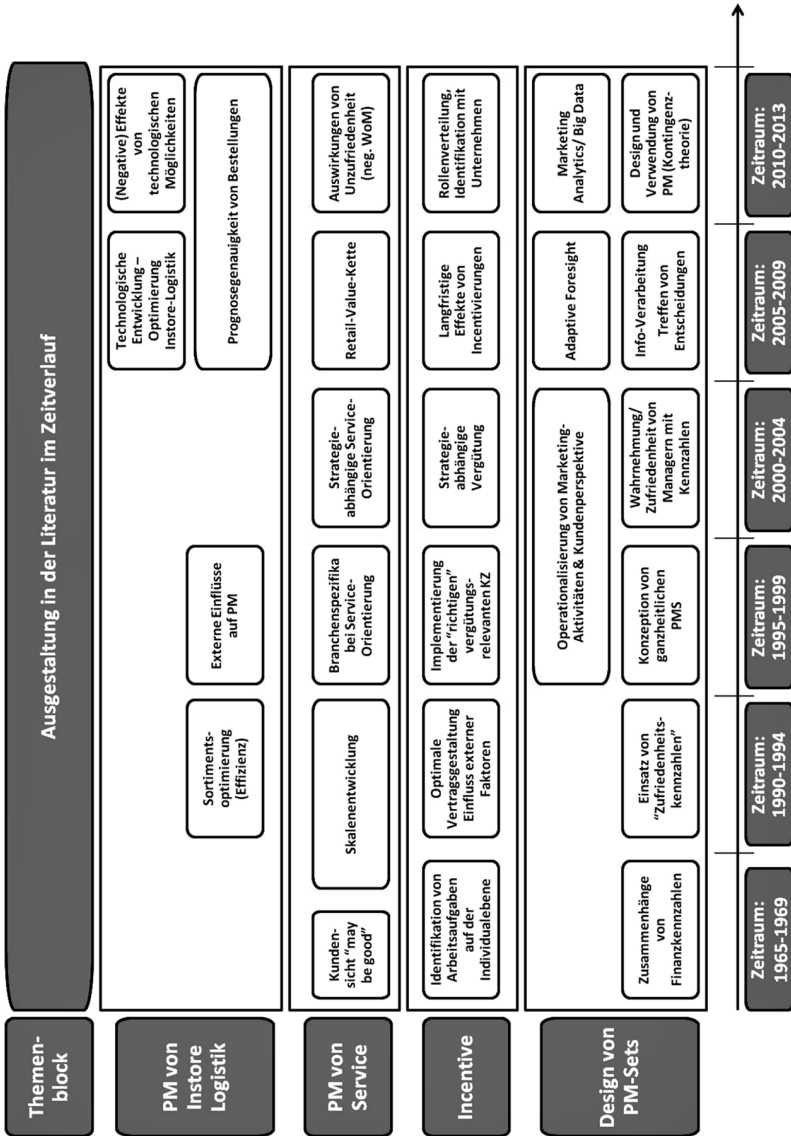 Themen-
block
Ausgestaltung in der Literatur im Zeitverlauf
PM von
Instore
Logistik
Sortiments-
optimierung
(Effizienz)
Externe Einflüsse
auf PM
Technologische
Entwicklung –
Optimierung
Instore-Logistik
(Negative) Effekte
von
technologischen
Möglichkeiten
Prognosegenauigkeit von Bestellungen
PM von
Service
Kunden-
sicht "may
be good"
Skalenentwicklung
Branchenspezifika
bei Service-
Orientierung
Strategie-
abhängige Service-
Orientierung
Retail-Value-Kette
Auswirkungen von
Unzufriedenheit
(neg. WoM)
Incentive
Identifikation von
Arbeitsaufgaben
auf der
Individualebene
Optimale
Vertragsgestaltung
Einfluss externer
Faktoren
Implementierung
der "richtigen"
vergütungs-
relevanten KZ
Strategie-
abhängige
Vergütung
Langfristige
Effekte von
Incentivierungen
Rollenverteilung,
Identifikation mit
Unternehmen
Design von
PM-Sets
Operationalisierung von Marketing-
Aktivitäten & Kundenperspektive
Adaptive Foresight
Marketing
Analytics/ Big Data
Zusammenhänge
von
Finanzkennzahlen
Einsatz von
"Zufriedenheits-
kennzahlen"
Konzeption von
ganzheitlichen
PMS
Wahrnehmung/
Zufriedenheit von
Managern mit
Kennzahlen
Info-Verarbeitung
Treffen von
Entscheidungen
Design und
Verwendung von
PM (Kontingenz-
theorie)
Zeitraum:
1965-1969
Zeitraum:
1990-1994
Zeitraum:
1995-1999
Zeitraum:
2000-2004
Zeitraum:
2005-2009
Zeitraum:
2010-2013